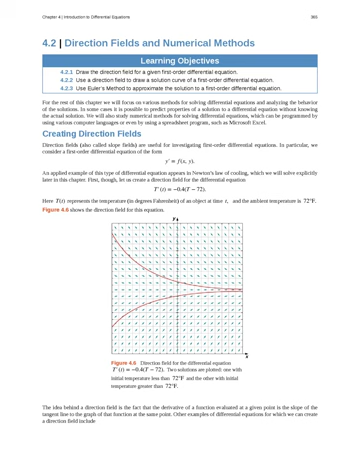 Chapter 4 | Introduction to Differential Equations 363
4.2 | Direction Fields and Numerical Methods
Learning Objectives
4.2.1 Draw the direction field for a given first-order differential equation.
4.2.2 Use a direction field to draw a solution curve of a first-order differential equation.
4.2.3 Use Euler's Method to approximate the solution to a first-order differential equation.
For the rest of this chapter we will focus on various methods for solving differential equations and analyzing the behavior
of the solutions. In some cases it is possible to predict properties of a solution to a differential equation without knowing
the actual solution. We will also study numerical methods for solving differential equations, which can be programmed by
using various computer languages or even by using a spreadsheet program, such as Microsoft Excel.
Creating Direction Fields
Direction fields (also called slope fields) are useful for investigating first-order differential equations. In particular, we
consider a first-order differential equation of the form
y′ = f(x, y).
An applied example of this type of differential equation appears in Newton's law of cooling, which we will solve explicitly
later in this chapter. First, though, let us create a direction field for the differential equation
T′(t) = −0.4(T − 72).
Here T(t) represents the temperature (in degrees Fahrenheit) of an object at time t, and the ambient temperature is 72°F.
Figure 4.6 shows the direction field for this equation.
y
x
Figure 4.6 Direction field for the differential equation
T′(t) = −0.4(T − 72). Two solutions are plotted: one with
initial temperature less than 72°F and the other with initial
temperature greater than 72°F.
The idea behind a direction field is the fact that the derivative of a function evaluated at a given point is the slope of the
tangent line to the graph of that function at the same point. Other examples of differential equations for which we can create
a direction field include